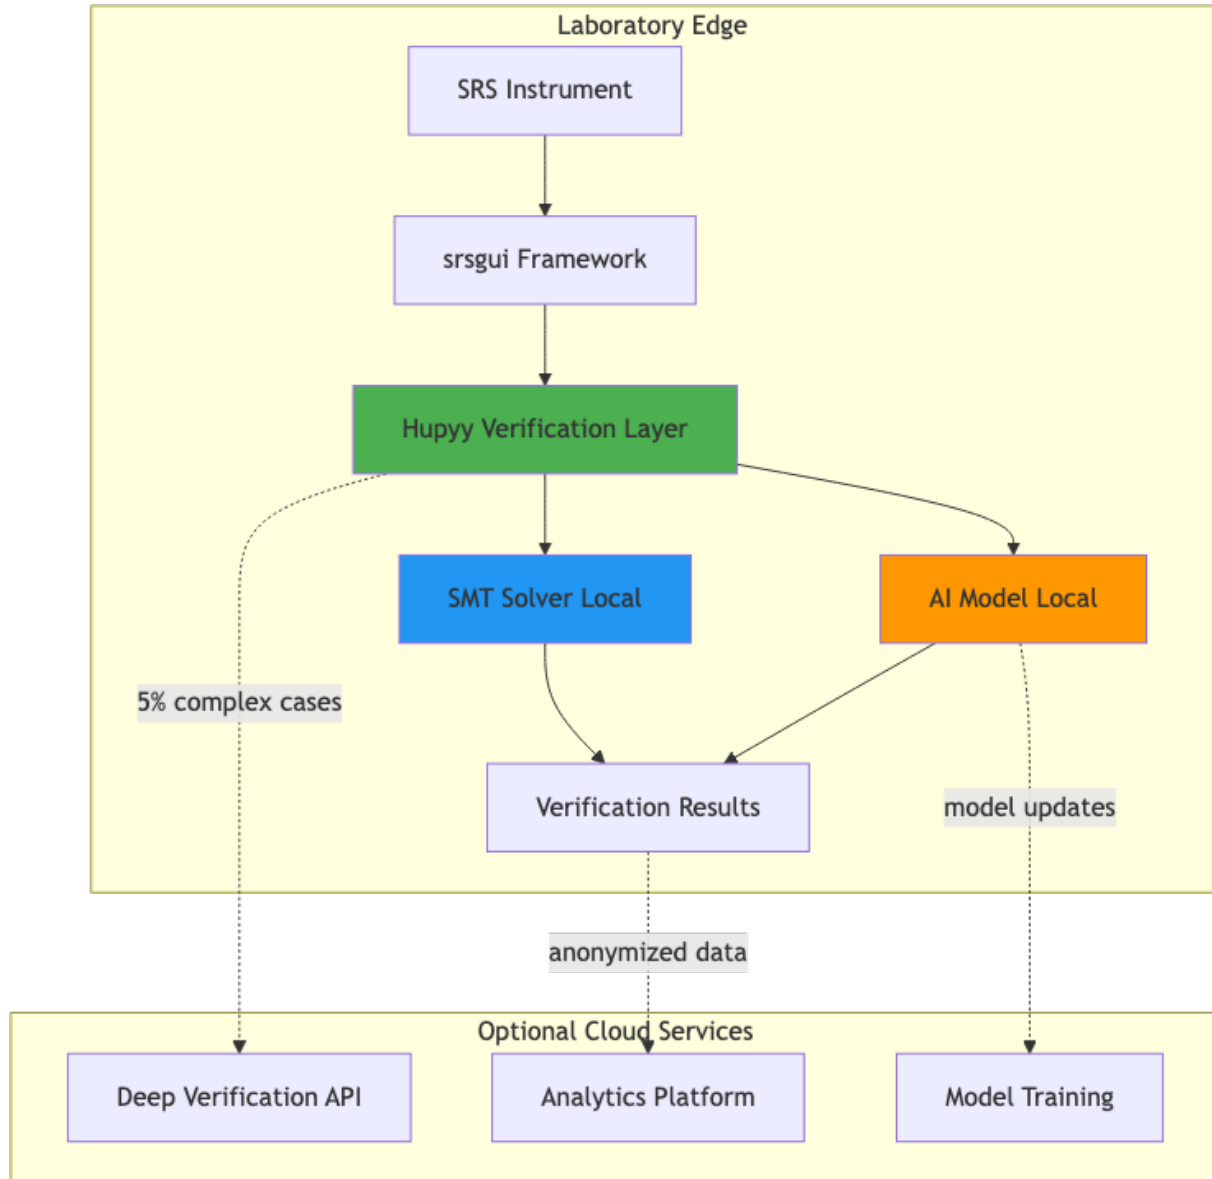 Laboratory Edge
SRS Instrument
srsgui Framework
Hupyy Verification Layer
SMT Solver Local
AI Model Local
5% complex cases
Verification Results
model updates
anonymized data
Optional Cloud Services
Deep Verification API
Analytics Platform
Model Training